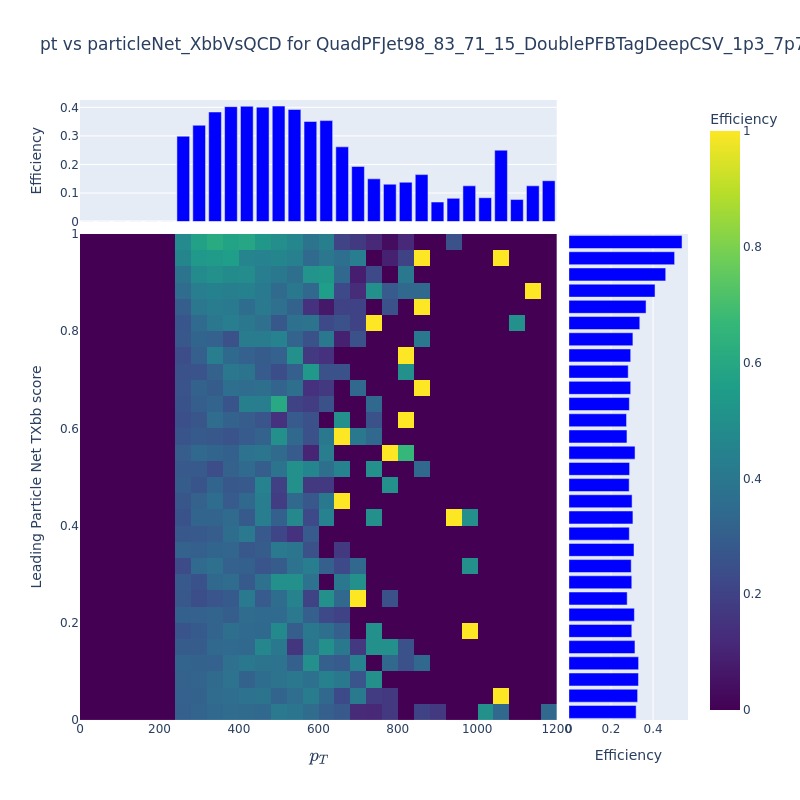 pt vs particleNet_XbbVsQCD for QuadPFJet98_83_71_15_DoublePFBTagDeepCSV_1p3_7p7
Efficiency
0.4
0.3
0.2
0.1
0
Efficiency
1
0.8
0.6
0.4
0.2
0
Leading Particle Net TXbb score
1
0.8
0.6
0.4
0.2
0
0 200 400 600 800 1000 1200
p_T
0 0.2 0.4
Efficiency